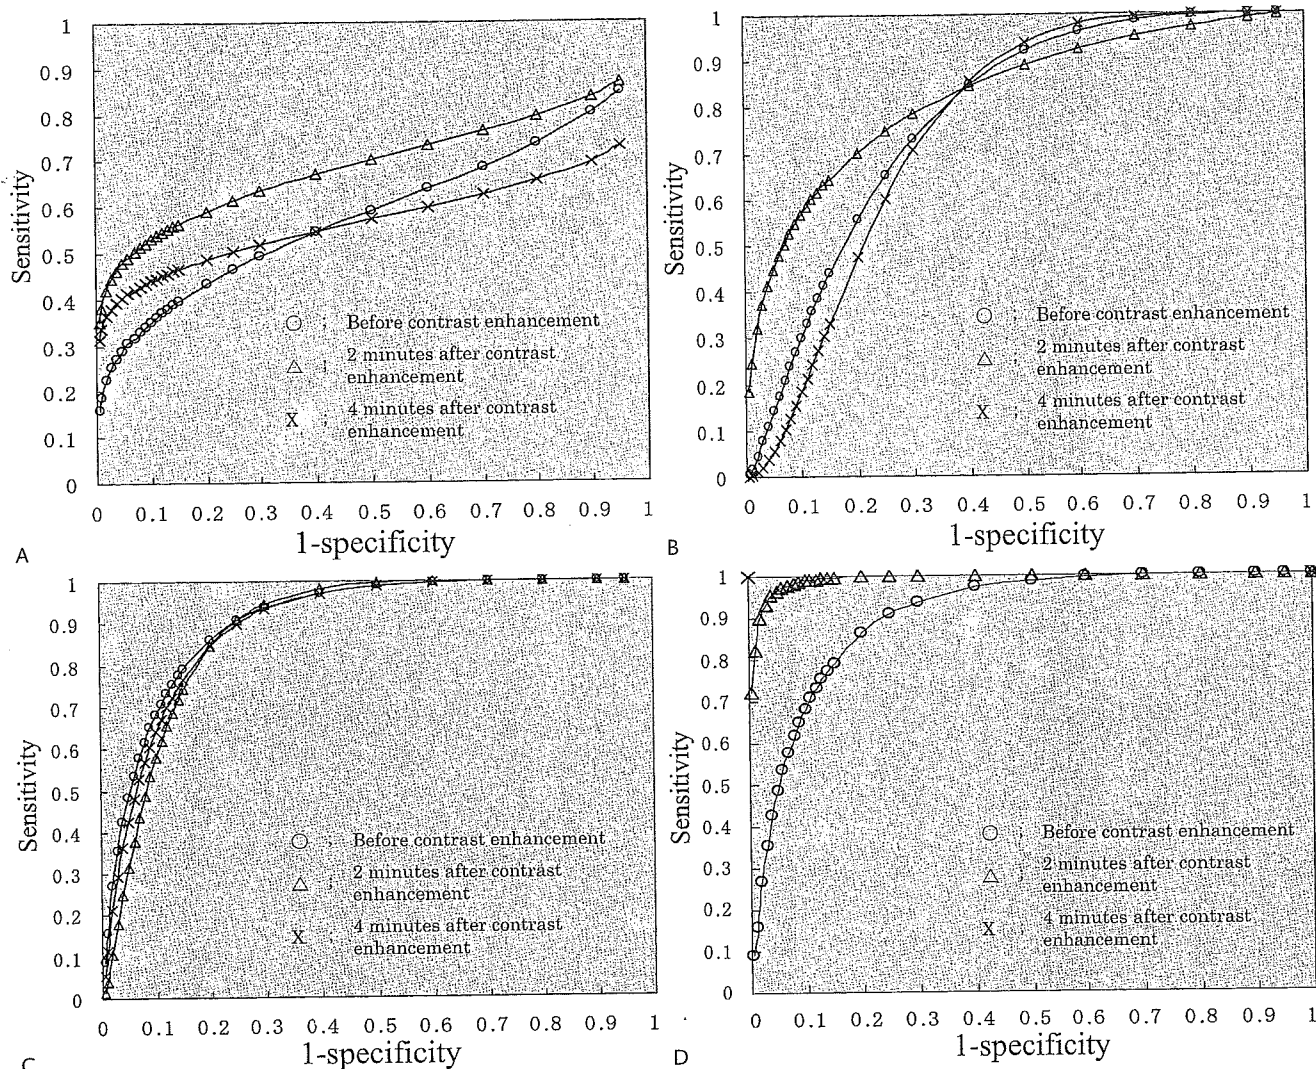 1
0.9
0.8
0.7
0.6
0.5
0.4
0.3
0.2
0.1
0
Sensitivity
○ ; Before contrast enhancement
△ ; 2 minutes after contrast
enhancement
X ; 4 minutes after contrast
enhancement
0 0.1 0.2 0.3 0.4 0.5 0.6 0.7 0.8 0.9 1
1-specificity
A
1
0.9
0.8
0.7
0.6
0.5
0.4
0.3
0.2
0.1
0
Sensitivity
○ ; Before contrast enhancement
△ ; 2 minutes after contrast
enhancement
X ; 4 minutes after contrast
enhancement
0 0.1 0.2 0.3 0.4 0.5 0.6 0.7 0.8 0.9 1
1-specificity
B
1
0.9
0.8
0.7
0.6
0.5
0.4
0.3
0.2
0.1
0
Sensitivity
○ ; Before contrast enhancement
△ ; 2 minutes after contrast
enhancement
X ; 4 minutes after contrast
enhancement
0 0.1 0.2 0.3 0.4 0.5 0.6 0.7 0.8 0.9 1
1-specificity
C
1
0.9
0.8
0.7
0.6
0.5
0.4
0.3
0.2
0.1
0
Sensitivity
○ ; Before contrast enhancement
△ ; 2 minutes after contrast
enhancement
X ; 4 minutes after contrast
enhancement
0 0.1 0.2 0.3 0.4 0.5 0.6 0.7 0.8 0.9 1
1-specificity
D